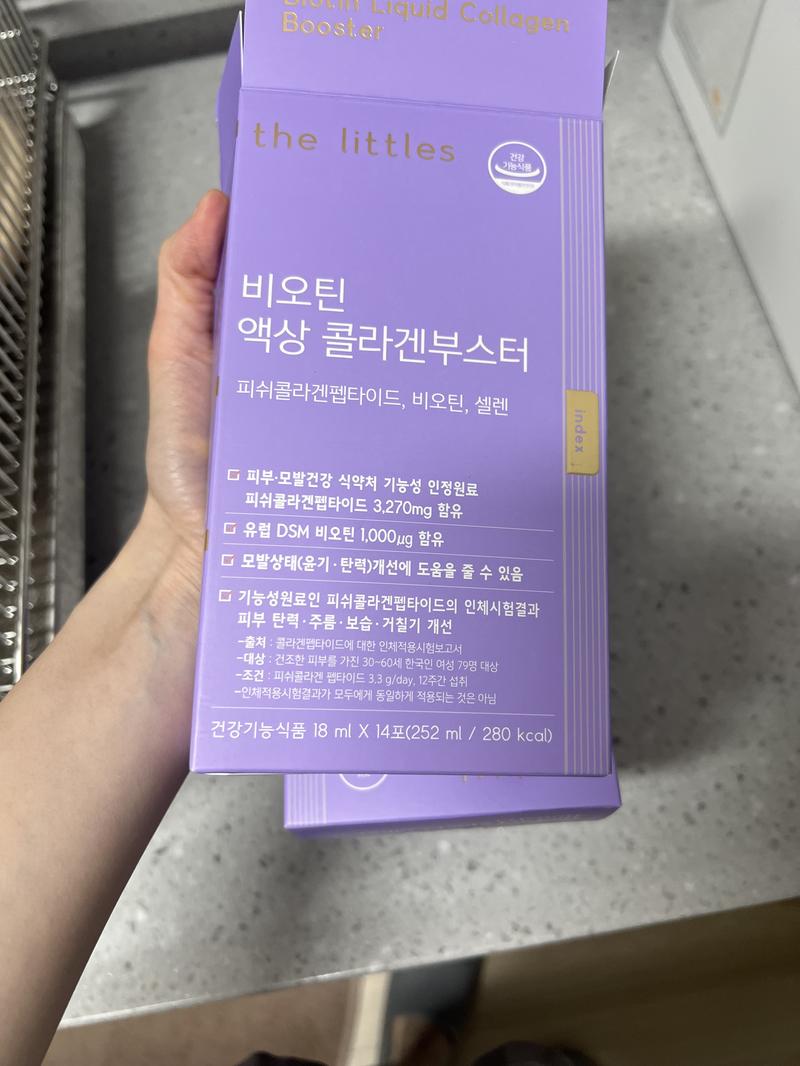 Biotin Liquid Collagen
Booster
the littles
건강
기능식품
비오틴
액상 콜라겐부스터
피쉬콜라겐펩타이드, 비오틴, 셀렌
index
피부·모발건강 식약처 기능성 인정원료
피쉬콜라겐펩타이드 3,270mg 함유
유럽 DSM 비오틴 1,000µg 함유
모발상태(윤기·탄력)개선에 도움을 줄 수 있음
기능성원료인 피쉬콜라겐펩타이드의 인체시험결과
피부 탄력·주름·보습·거칠기 개선
-출처 : 콜라겐펩타이드에 대한 인체적용시험보고서
-대상 : 건조한 피부를 가진 30~60세 한국인 여성 79명 대상
-조건 : 피쉬콜라겐 펩타이드 3.3 g/day, 12주간 섭취
-인체적용시험결과가 모두에게 동일하게 적용되는 것은 아님
건강기능식품 18 ml X 14포(252 ml / 280 kcal)